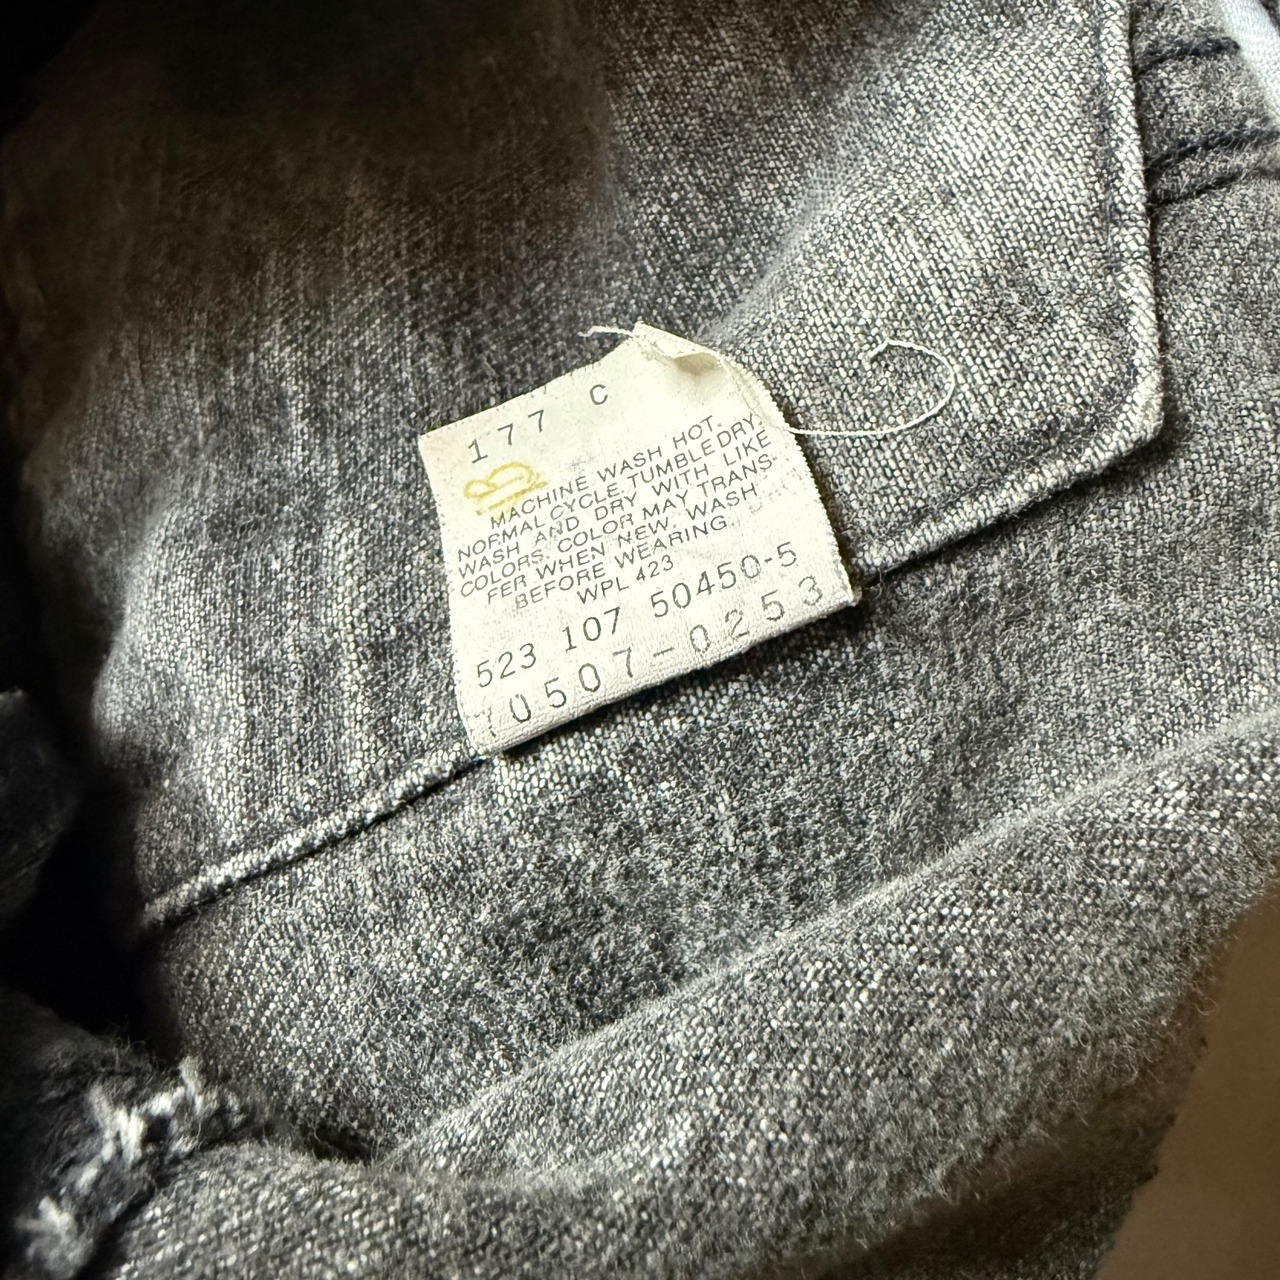 177 C
B
MACHINE WASH HOT.
NORMAL CYCLE, TUMBLE DRY.
WASH AND DRY WITH LIKE
COLORS. COLOR MAY TRANS-
FER WHEN NEW. WASH
BEFORE WEARING
WPL 423
523 107 50450-5
70507-0253